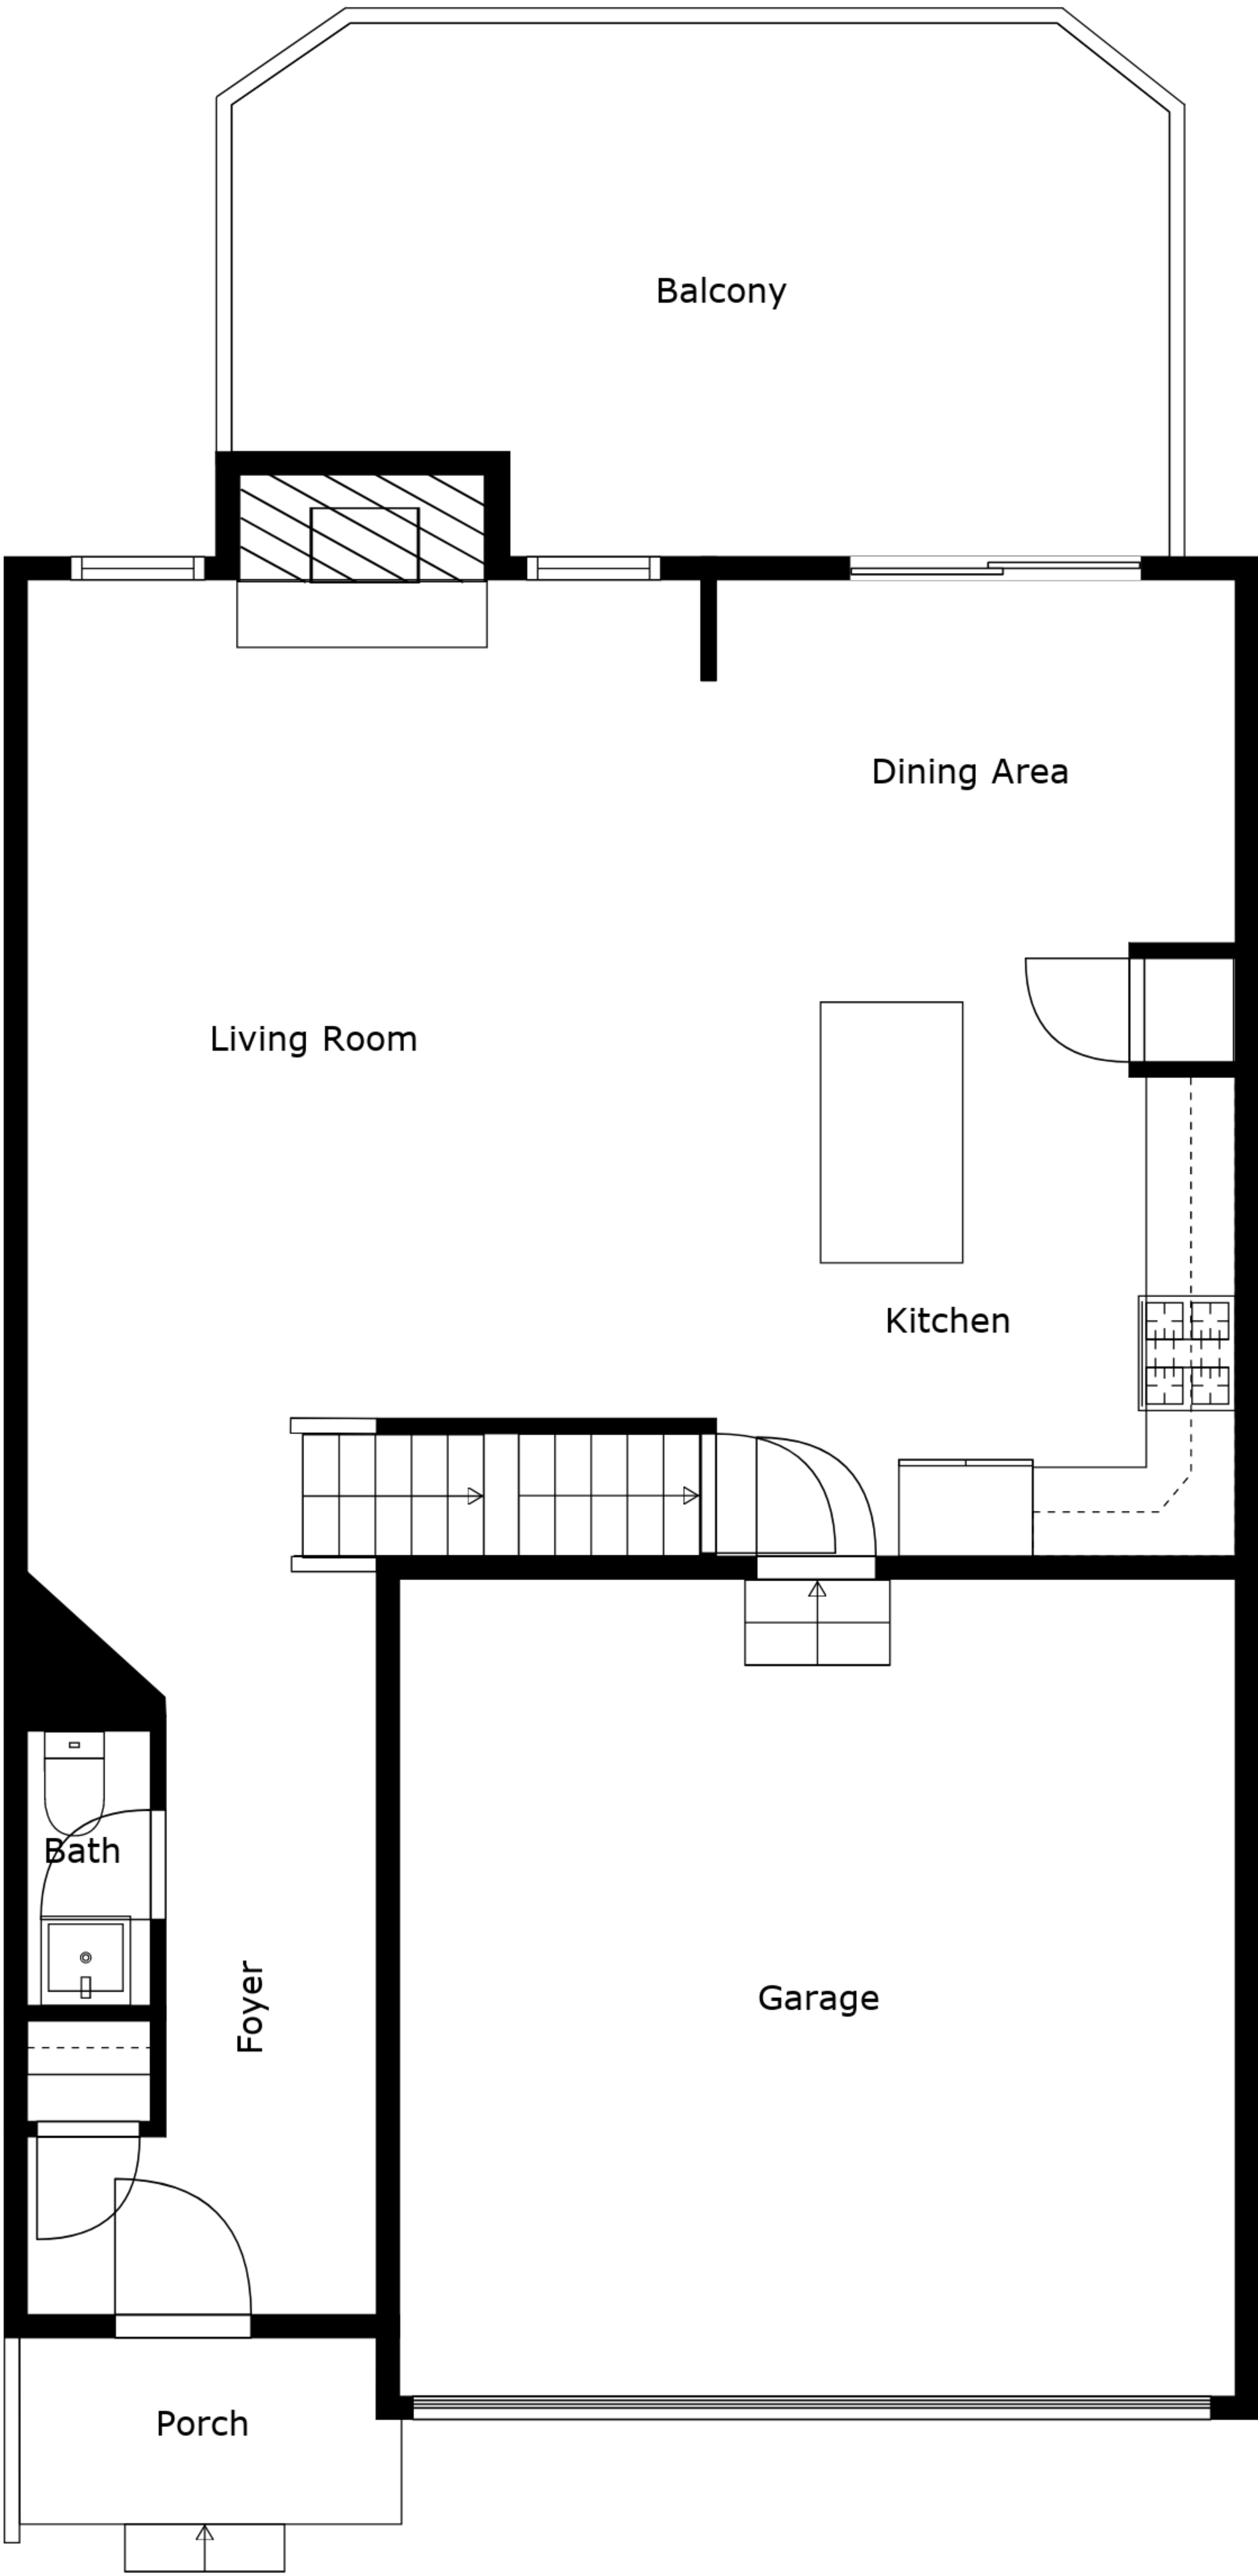 Balcony
Dining Area
Living Room
Kitchen
Bath
Foyer
Garage
Porch